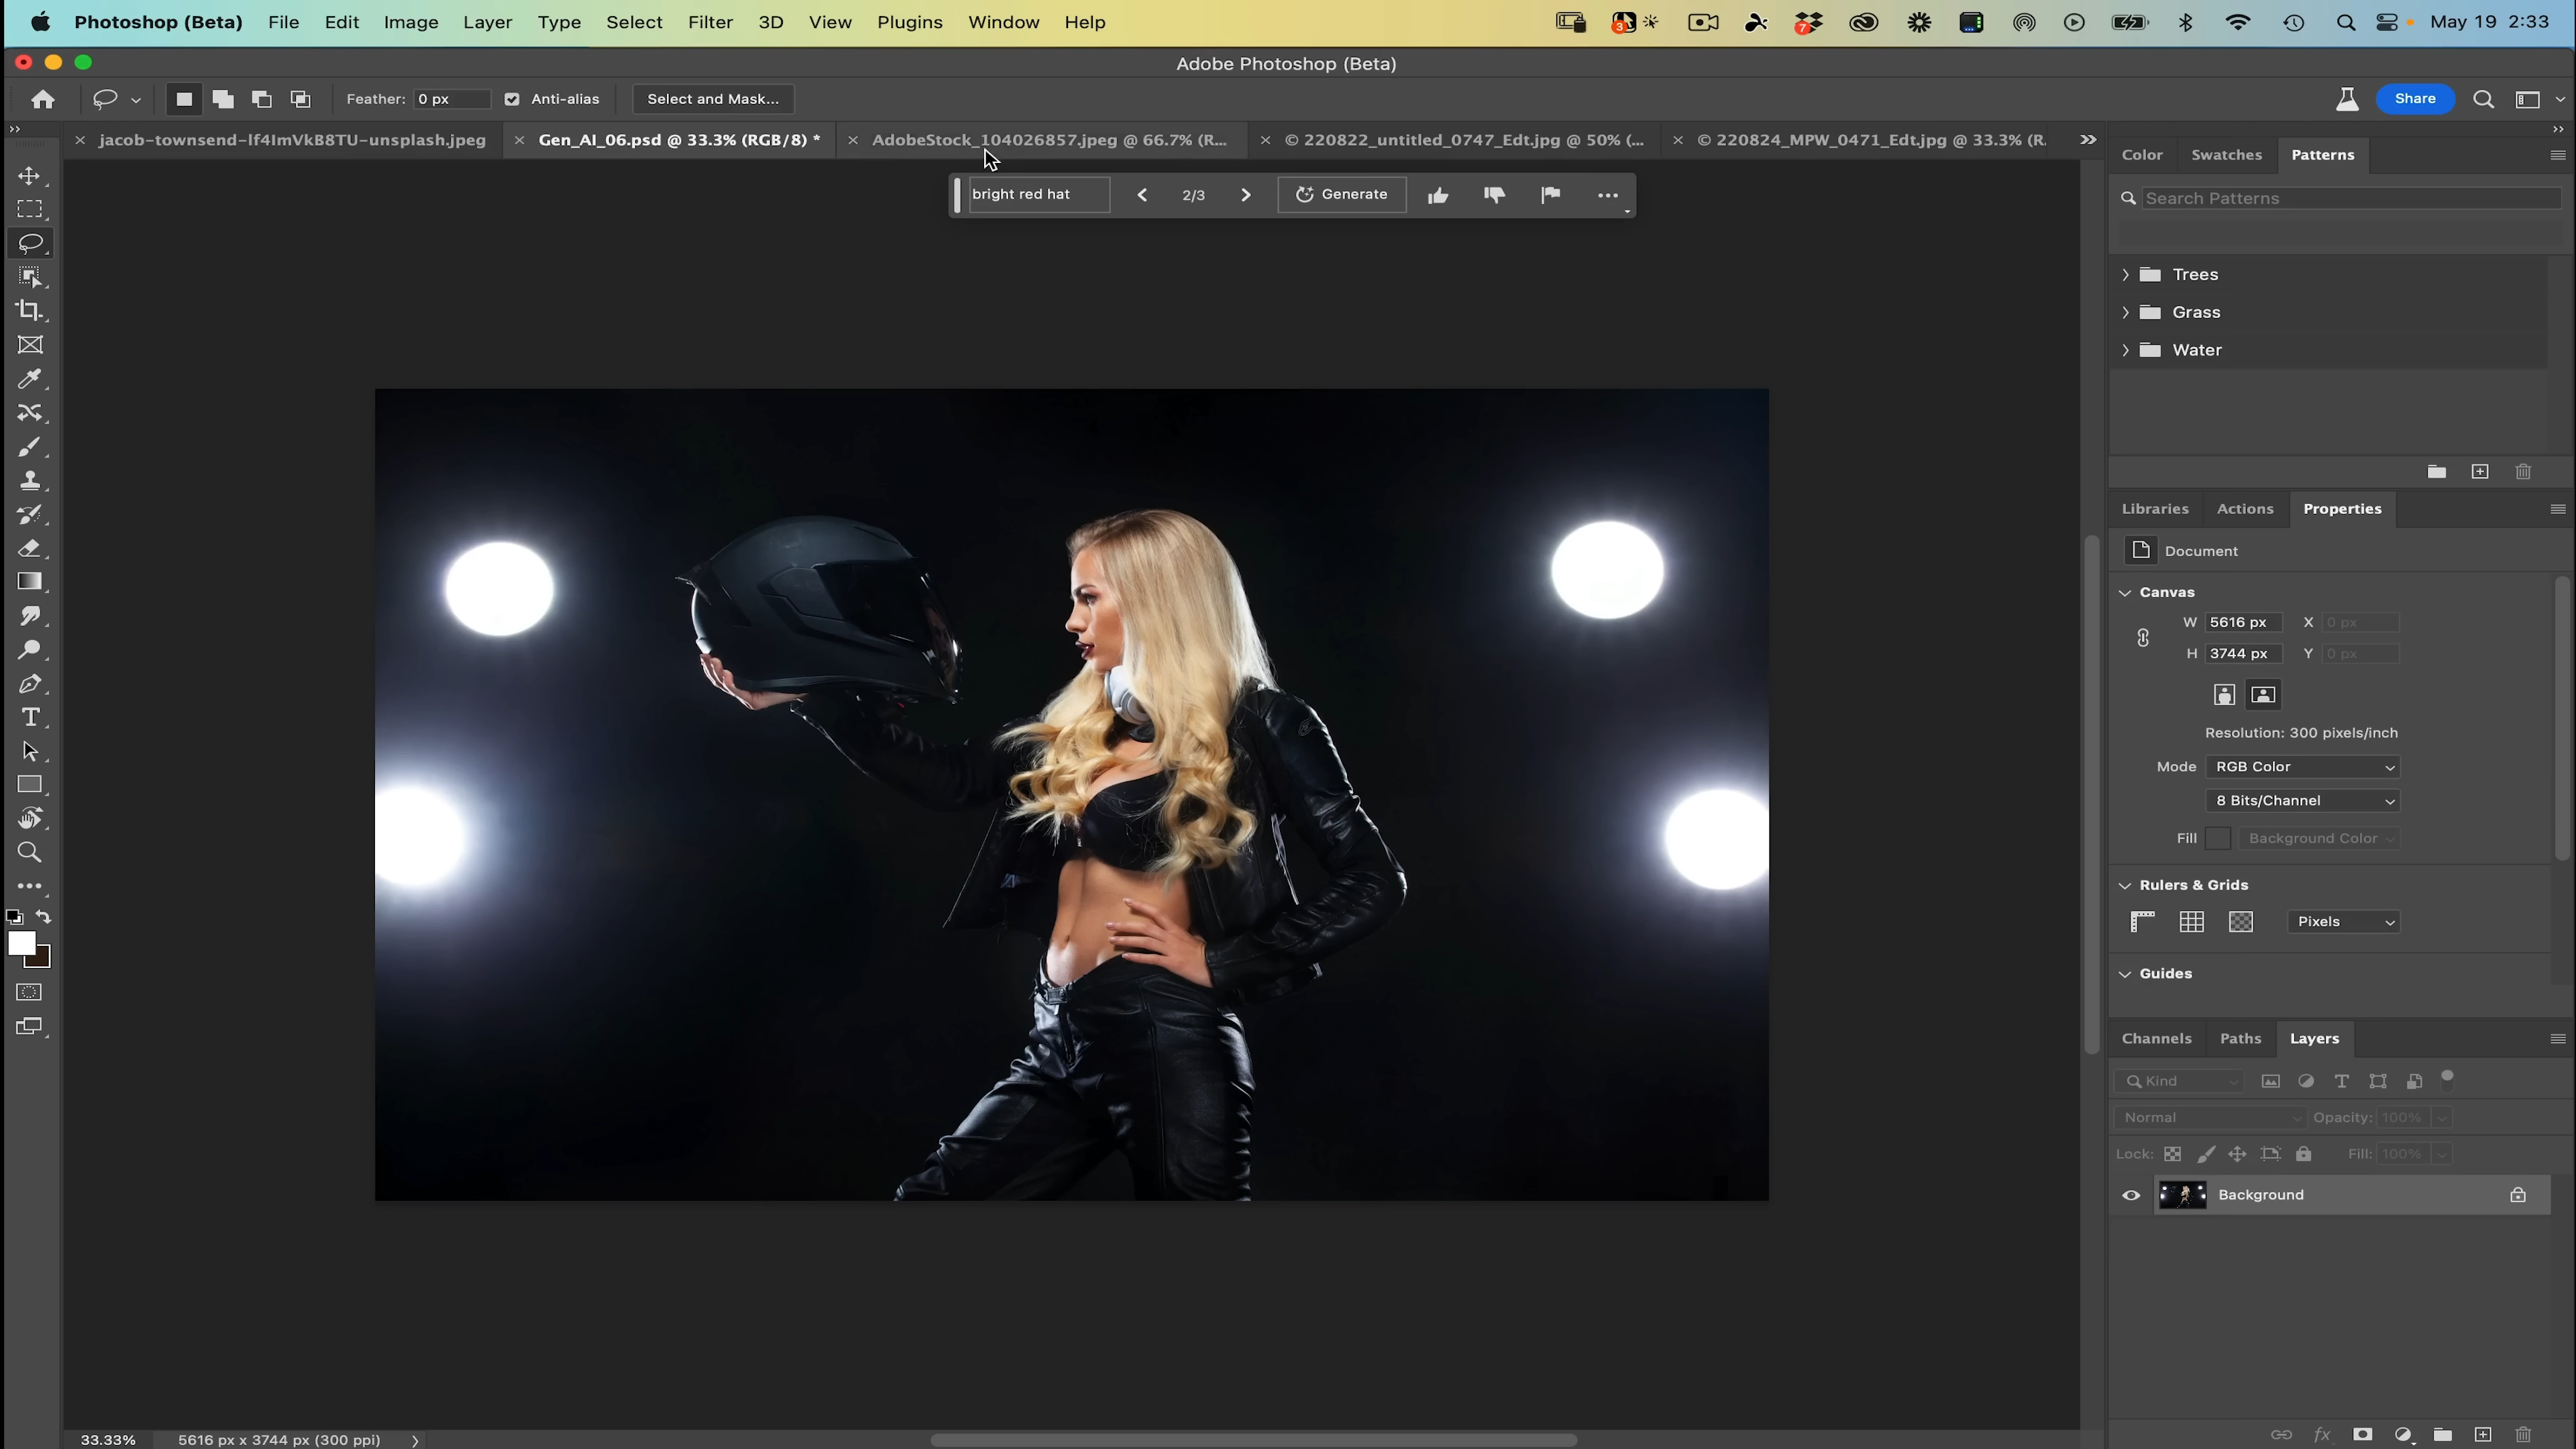 Photoshop (Beta) File Edit Image Layer Type Select Filter 3D View Plugins Window Help 3 7 May 19 2:33
Adobe Photoshop (Beta)
Feather: 0 px Anti-alias Select and Mask... Share
jacob-townsend-lf4ImVkB8TU-unsplash.jpeg Gen_AI_06.psd @ 33.3% (RGB/8) * AdobeStock_104026857.jpeg @ 66.7% (R... © 220822_untitled_0747_Edt.jpg @ 50% (... © 220824_MPW_0471_Edt.jpg @ 33.3% (R.
Color Swatches Patterns
bright red hat 2/3 Generate
Search Patterns
Trees
Grass
Water
Libraries Actions Properties
Document
Canvas
W 5616 px X 0 px
H 3744 px Y 0 px
Resolution: 300 pixels/inch
Mode RGB Color
8 Bits/Channel
Fill Background Color
Rulers & Grids
Pixels
Guides
Channels Paths Layers
Kind
Normal Opacity: 100%
Lock: Fill: 100%
Background
33.33% 5616 px x 3744 px (300 ppi)